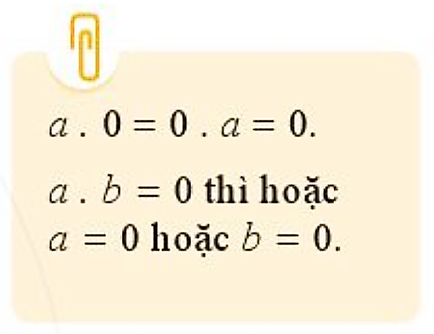 a . 0 = 0 . a = 0.
a . b = 0 thì hoặc
a = 0 hoặc b = 0.